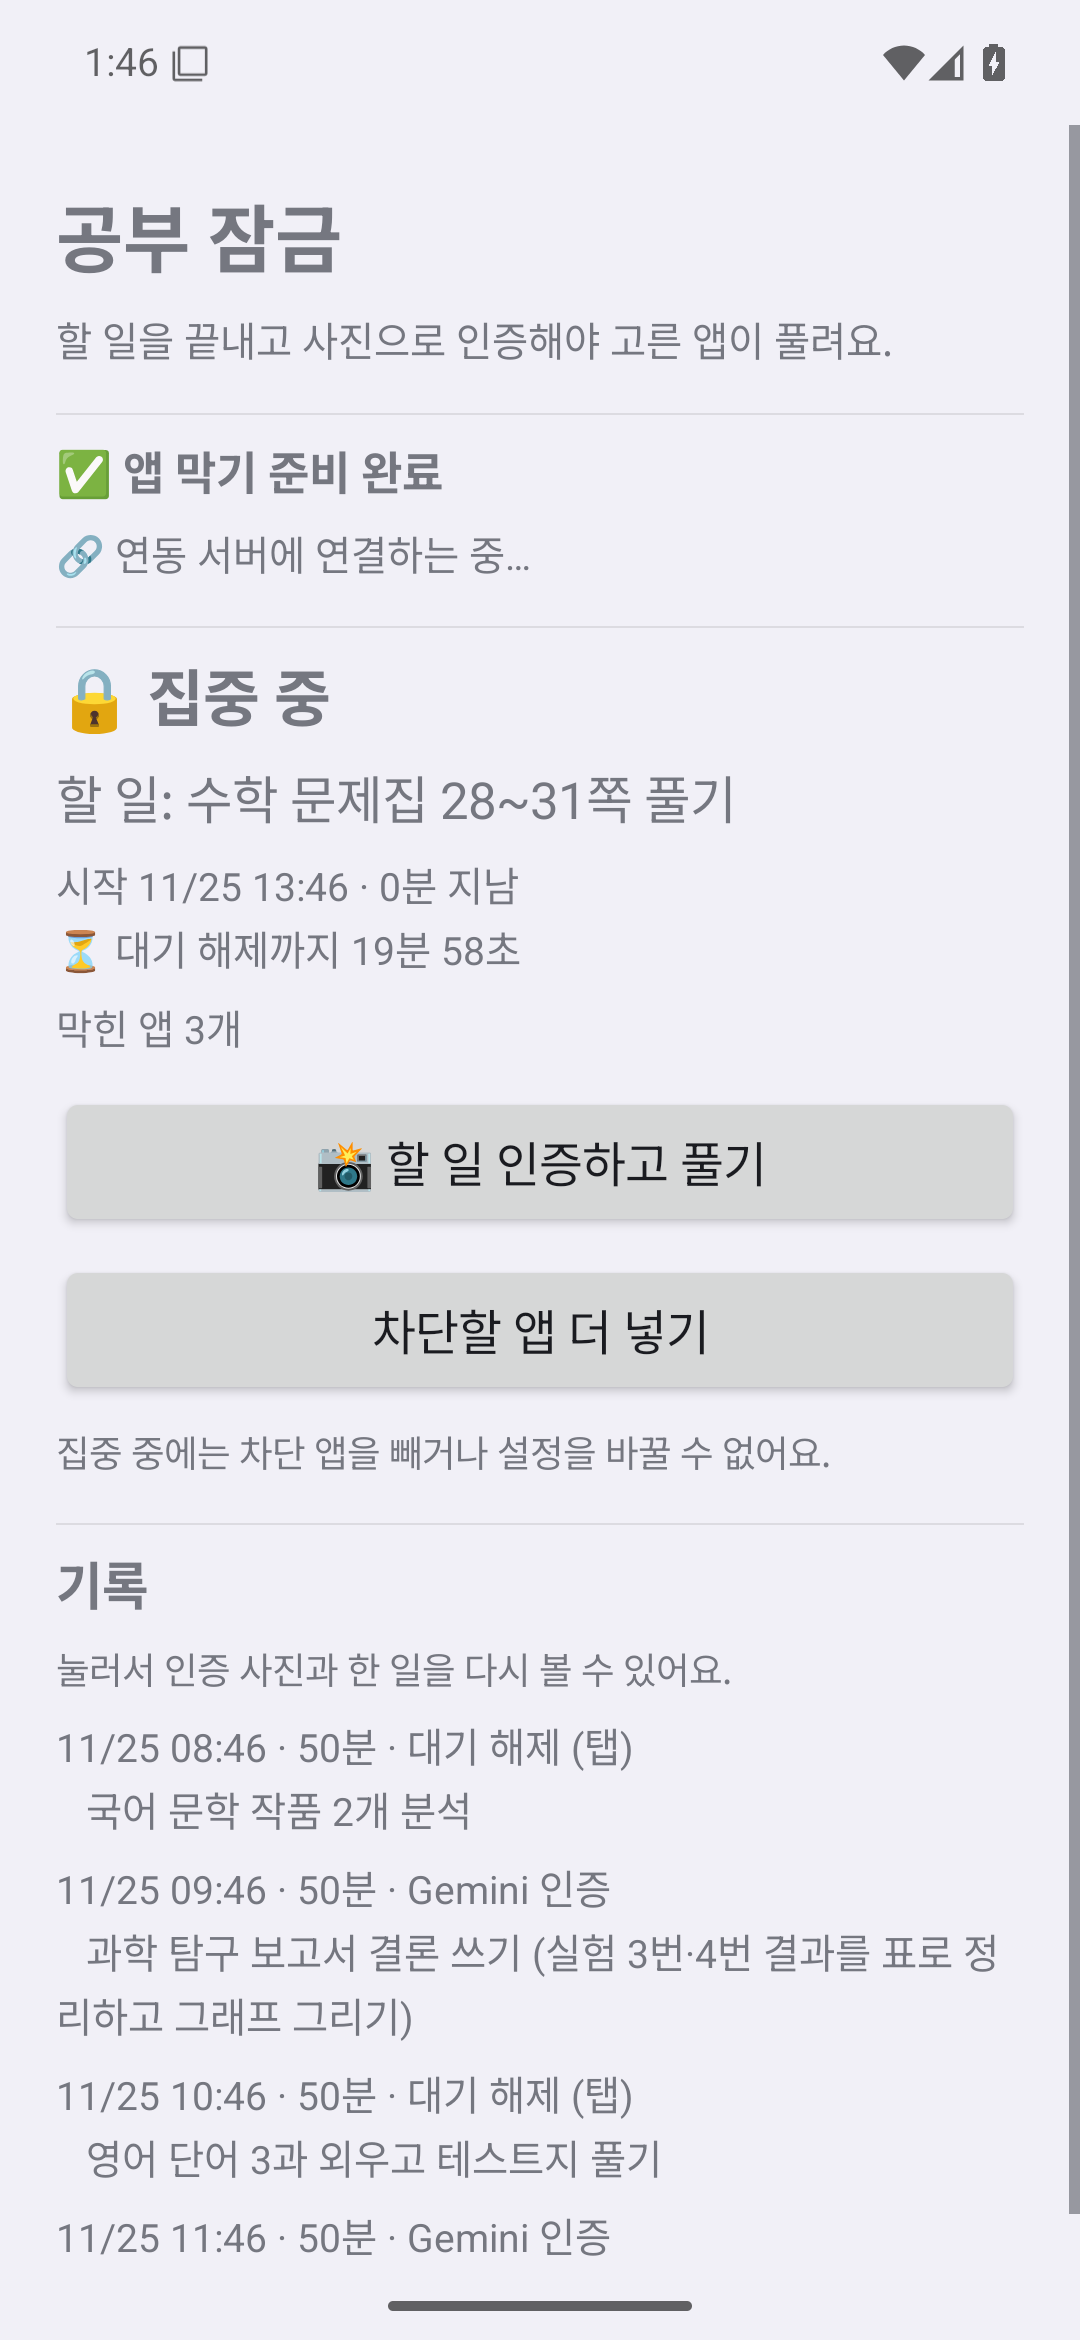 1:46
공부 잠금
할 일을 끝내고 사진으로 인증해야 고른 앱이 풀려요.
✅ 앱 막기 준비 완료
🔗 연동 서버에 연결하는 중…
🔒 집중 중
할 일: 수학 문제집 28~31쪽 풀기
시작 11/25 13:46 · 0분 지남
⏳ 대기 해제까지 19분 58초
막힌 앱 3개
📸 할 일 인증하고 풀기
차단할 앱 더 넣기
집중 중에는 차단 앱을 빼거나 설정을 바꿀 수 없어요.
기록
눌러서 인증 사진과 한 일을 다시 볼 수 있어요.
11/25 08:46 · 50분 · 대기 해제 (탭)
국어 문학 작품 2개 분석
11/25 09:46 · 50분 · Gemini 인증
과학 탐구 보고서 결론 쓰기 (실험 3번·4번 결과를 표로 정
리하고 그래프 그리기)
11/25 10:46 · 50분 · 대기 해제 (탭)
영어 단어 3과 외우고 테스트지 풀기
11/25 11:46 · 50분 · Gemini 인증